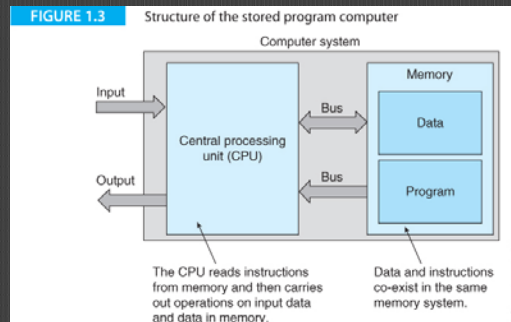 FIGURE 1.3 Structure of the stored program computer
Computer system
Memory
Input
Bus
Data
Central processing
unit (CPU)
Output
Bus
Program
The CPU reads instructions
from memory and then carries
out operations on input data
and data in memory.
Data and instructions
co-exist in the same
memory system.